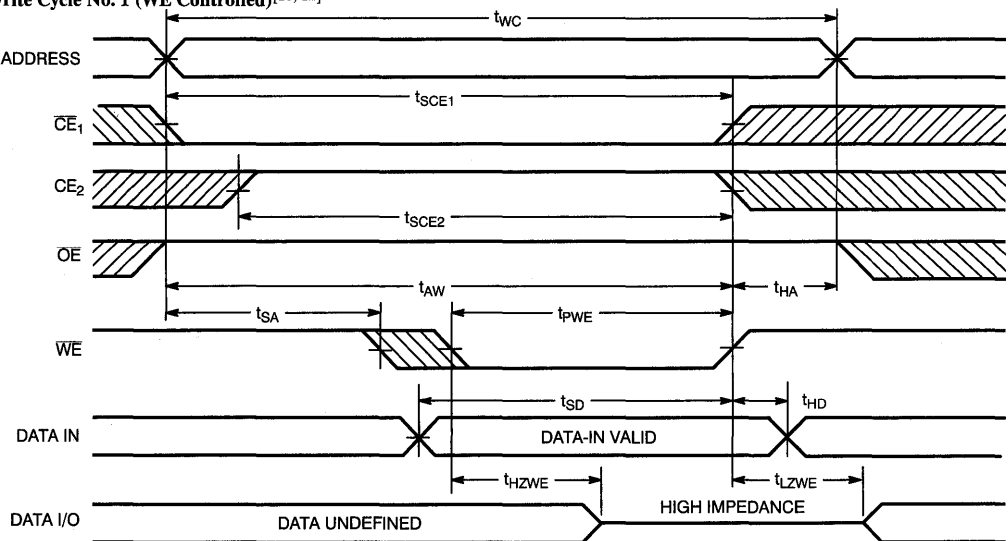 Write Cycle No. 1 (WE Controlled)
tWC
ADDRESS
tSCE1
CE1
CE2
tSCE2
OE
tAW
tHA
tSA
tPWE
WE
tSD
tHD
DATA IN
DATA-IN VALID
tHZWE
tLZWE
HIGH IMPEDANCE
DATA I/O
DATA UNDEFINED